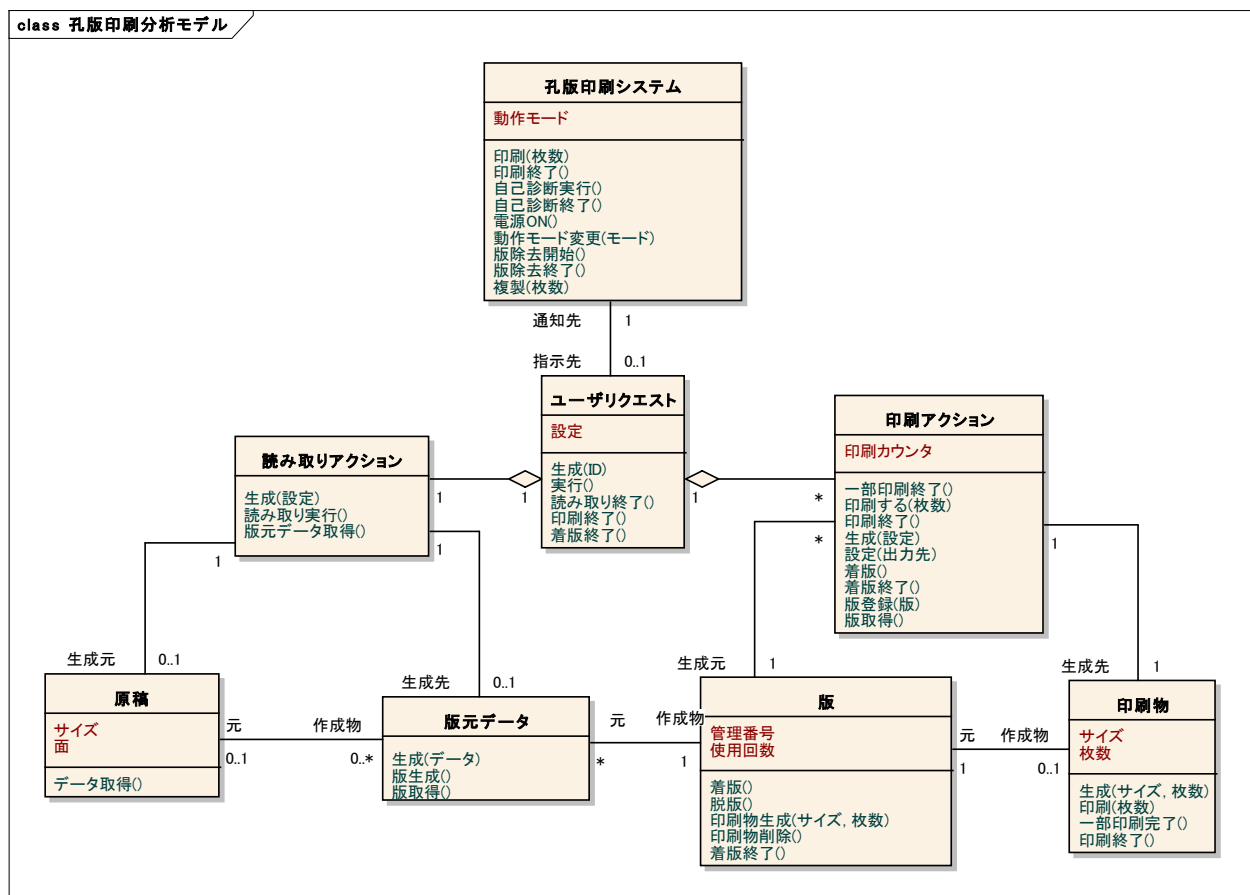 class 孔版印刷分析モデル
孔版印刷システム
動作モード
印刷(枚数)
印刷終了()
自己診断実行()
自己診断終了()
電源ON()
動作モード変更(モード)
版除去開始()
版除去終了()
複製(枚数)
通知先
1
指示先
0..1
ユーザリクエスト
設定
生成(ID)
実行()
読み取り終了()
印刷終了()
着版終了()
読み取りアクション
生成(設定)
読み取り実行()
版元データ取得()
1
1
1
*
印刷アクション
印刷カウンタ
一部印刷終了()
印刷する(枚数)
印刷終了()
生成(設定)
設定(出力先)
着版()
着版終了()
版登録(版)
版取得()
1
1
*
1
生成元
0..1
生成先
0..1
生成元
1
生成先
1
原稿
サイズ
面
データ取得()
元
作成物
0..1
0..*
版元データ
生成(データ)
版生成()
版取得()
元
作成物
*
1
版
管理番号
使用回数
着版()
脱版()
印刷物生成(サイズ, 枚数)
印刷物削除()
着版終了()
元
作成物
1
0..1
印刷物
サイズ
枚数
生成(サイズ, 枚数)
印刷(枚数)
一部印刷完了()
印刷終了()